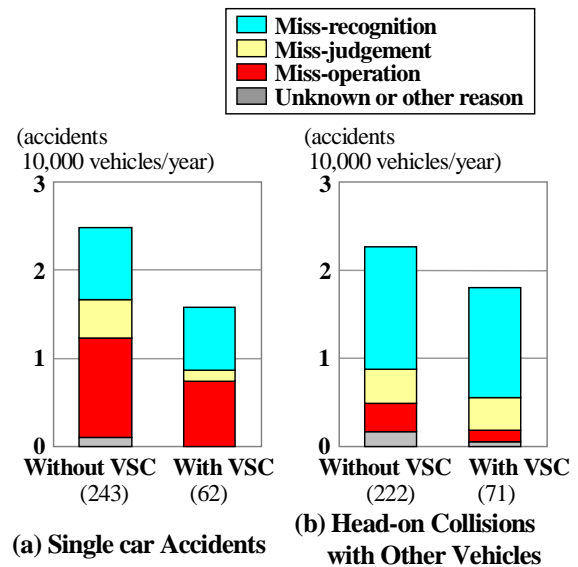 Miss-recognition
Miss-judgement
Miss-operation
Unknown or other reason
(accidents
10,000 vehicles/year)
3
2
1
0
Without VSC
(243)
With VSC
(62)
(a) Single car Accidents
(accidents
10,000 vehicles/year)
3
2
1
0
Without VSC
(222)
With VSC
(71)
(b) Head-on Collisions
with Other Vehicles